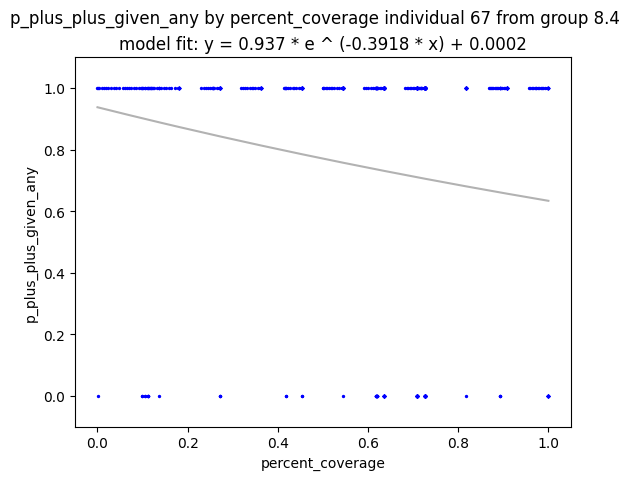 p_plus_plus_given_any by percent_coverage individual 67 from group 8.4
model fit: y = 0.937 * e ^ (-0.3918 * x) + 0.0002
p_plus_plus_given_any
1.0
0.8
0.6
0.4
0.2
0.0
0.0 0.2 0.4 0.6 0.8 1.0
percent_coverage